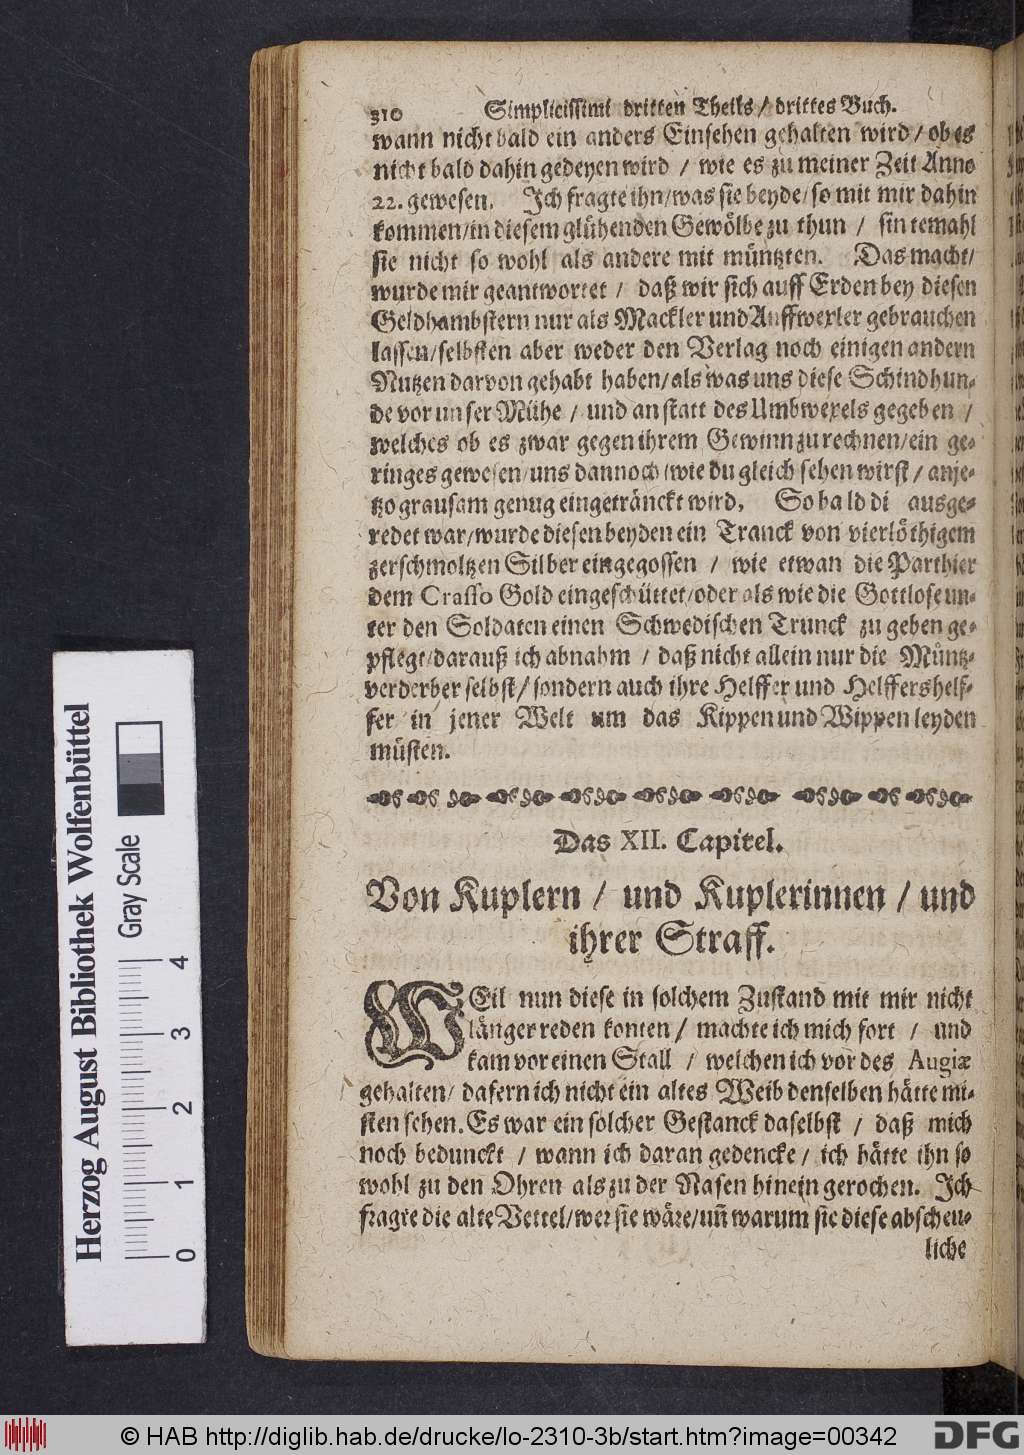 310 Simplicissimi dritten Theils / drittes Buch.
wann nicht bald ein anders Einsehen gehalten wird / ob es
nicht bald dahin gedeyen wird / wie es zu meiner Zeit Anno
22. gewesen. Ich fragte ihn / was sie beyde / so mit mir dahin
kommen / in diesem glühenden Gewölbe zu thun / sintemahl
sie nicht so wohl als andere mit müntzten. Das macht /
wurde mir geantwortet / daß wir sich auff Erden bey diesen
Geldhambstern nur als Mackler und Auffwexler gebrauchen
lassen / selbsten aber weder den Verlag noch einigen andern
Nutzen darvon gehabt haben / als was uns diese Schindhun-
de vor unser Mühe / und anstatt des Umbwexels gegeben /
welches ob es zwar gegen ihrem Gewinn zu rechnen / ein ge-
ringes gewesen / uns dannoch / wie du gleich sehen wirst / anje-
tzo grausam genug eingeträncket wird. So bald di ausge-
redet war / wurde diesen beyden ein Tranck von vierlöthigem
zerschmoltzen Silber eingegossen / wie etwan die Parthier
dem Crasso Gold eingeschüttet / oder als wie die Gottlose un-
ter den Soldaten einen Schwedischen Trunck zu geben ge-
pflegt / darauß ich abnahm / daß nicht allein nur die Müntz-
verderber selbst / sondern auch ihre Helffer und Helffershelf-
fer in jener Welt um das Kippen und Wippen leyden
müsten.
Das XII. Capitel.
Von Kuplern / und Kuplerinnen / und
ihrer Straff.
WEil nun diese in solchem Zustand mit mir nicht
länger reden konten / machte ich mich fort / und
kam vor einen Stall / welchen ich vor des Augiæ
gehalten / dafern ich nicht ein altes Weib denselben hätte mi-
sten sehen. Es war ein solcher Gestanck daselbst / daß mich
noch bedunckt / wann ich daran gedencke / ich hätte ihn so
wohl zu den Ohren als zu der Nasen hinein gerochen. Ich
fragte die alte Vettel / wer sie wäre / uñ warum sie diese abscheu-
liche
Herzog August Bibliothek Wolfenbüttel
Gray Scale
0 1 2 3 4
© HAB http://diglib.hab.de/drucke/lo-2310-3b/start.htm?image=00342
DFG